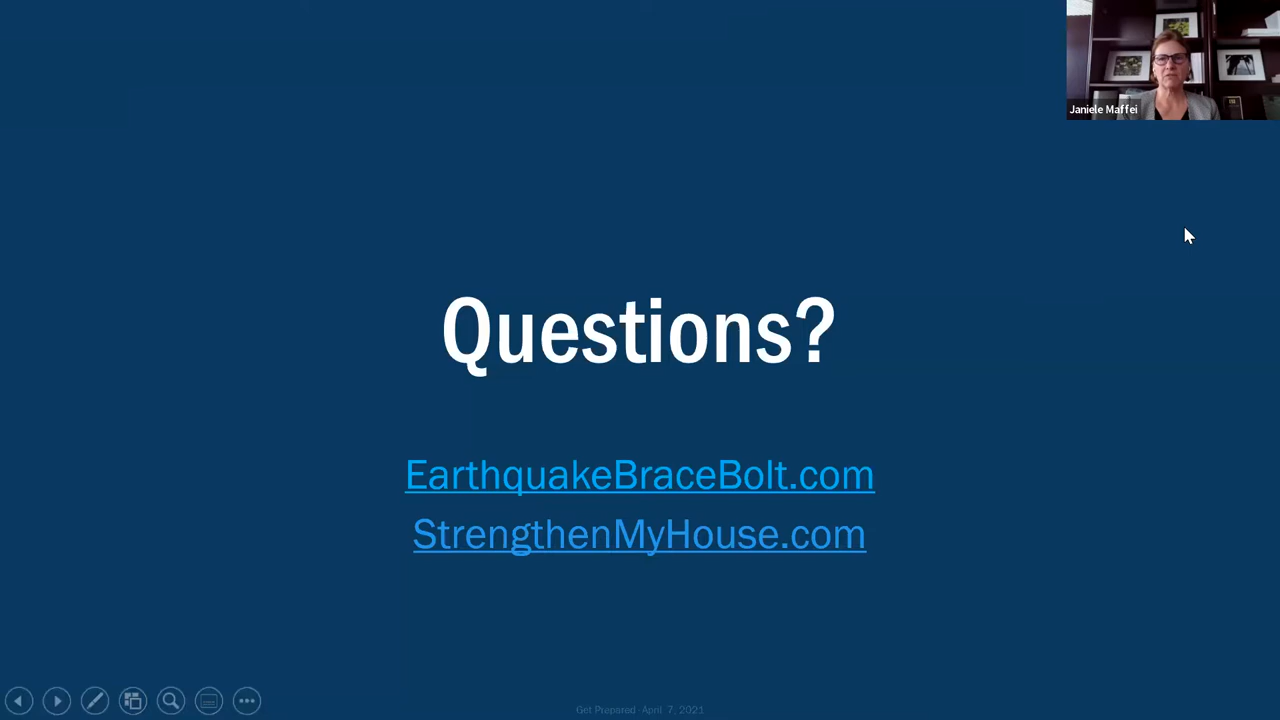 Janiele Maffei
Questions?
EarthquakeBraceBolt.com
StrengthenMyHouse.com
Get Prepared - April 7, 2021